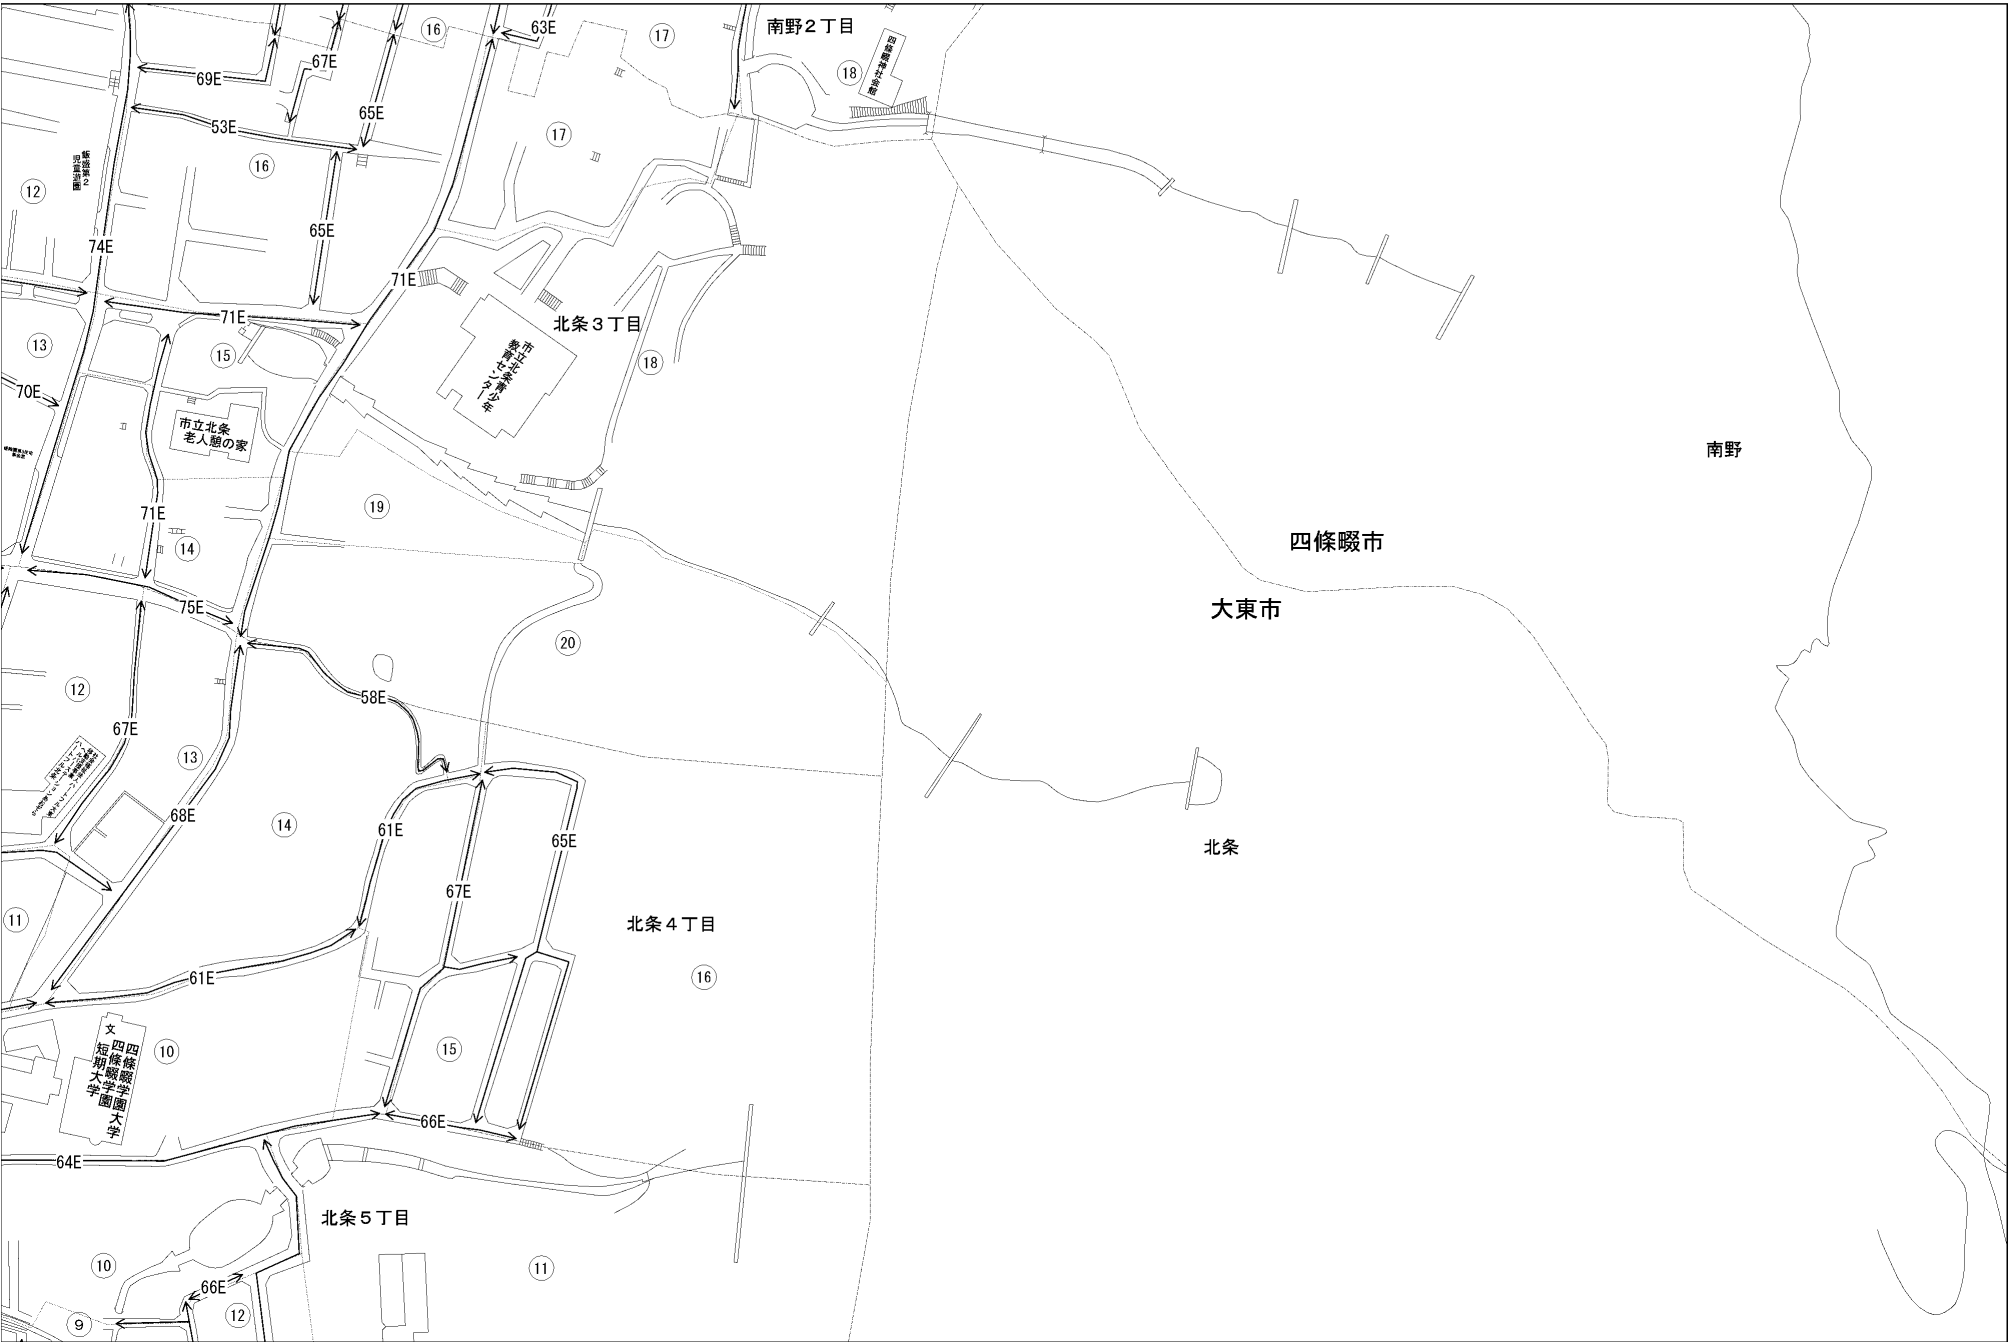 16
63E
17
南野２丁目
67E
69E
18
四條畷神社会館
65E
53E
17
飯盛第2
児童遊園
16
12
65E
74E
71E
71E
北条３丁目
13
15
18
市立北条青少年
教育センター
70E
市立北条
老人憩の家
南野
71E
19
14
四條畷市
75E
大東市
20
12
58E
67E
13
68E
14
61E
65E
北条
67E
11
北条４丁目
61E
16
文
四條畷学園大学
四條畷学園
短期大学
10
15
66E
64E
北条５丁目
10
11
66E
12
9